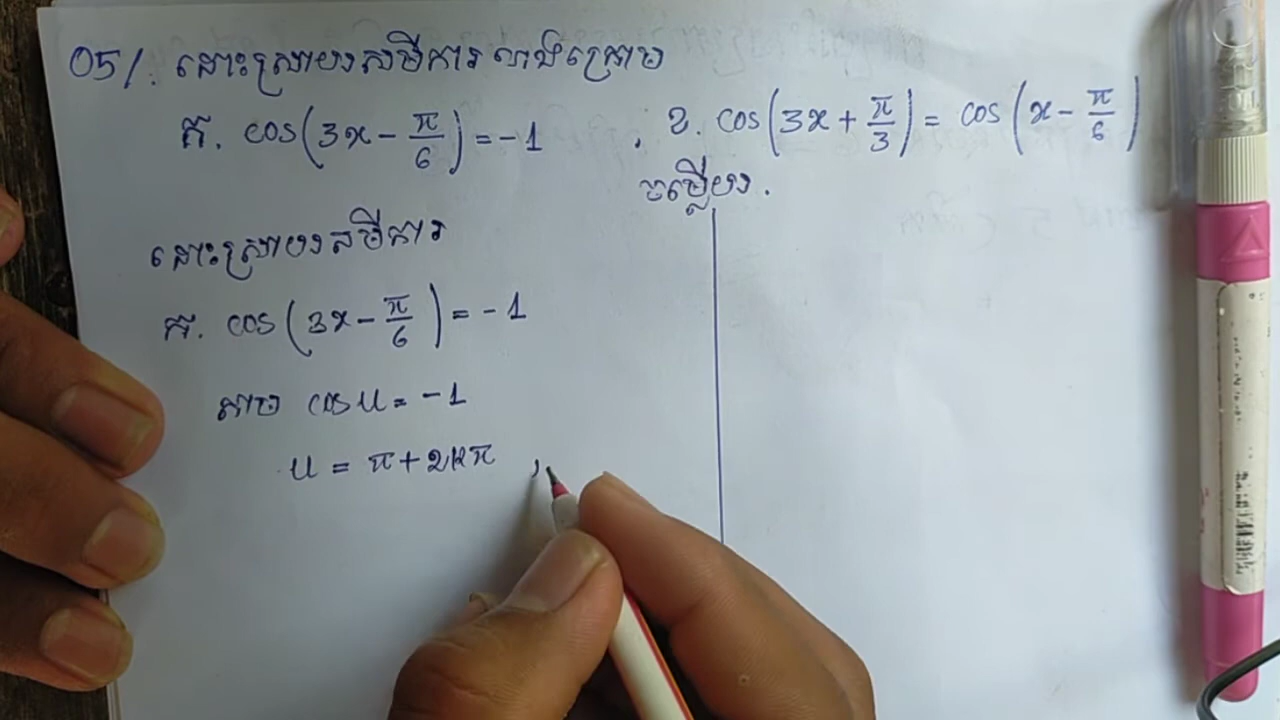 05/. ដោះស្រាយសមីការខាងក្រោម
ក. cos(3x - π/6) = -1 , ខ. cos(3x + π/3) = cos(x - π/6)
ចម្លើយ.
ដោះស្រាយសមីការ
ក. cos(3x - π/6) = -1
តាម cos u = -1
u = π + 2kπ ,